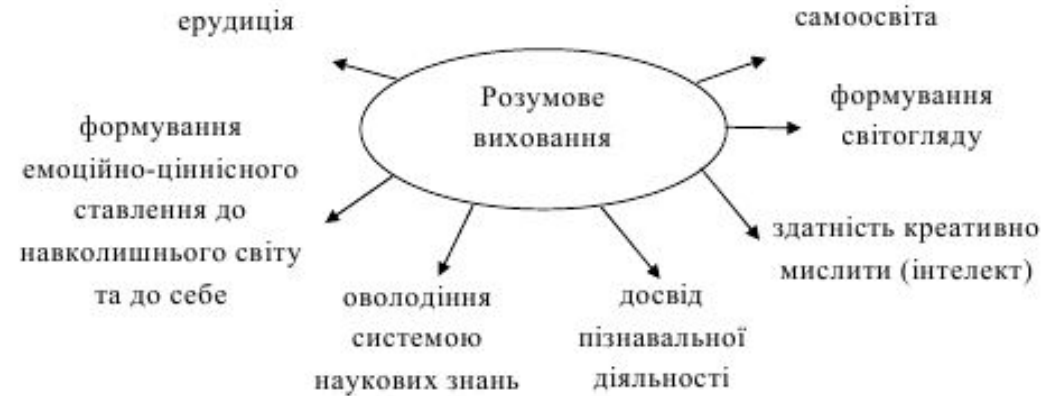 ерудиція
самоосвіта
Розумове
виховання
формування
світогляду
формування
емоційно-ціннісного
ставлення до
навколишнього світу
та до себе
здатність креативно
мислити (інтелект)
оволодіння
системою
наукових знань
досвід
пізнавальної
діяльності